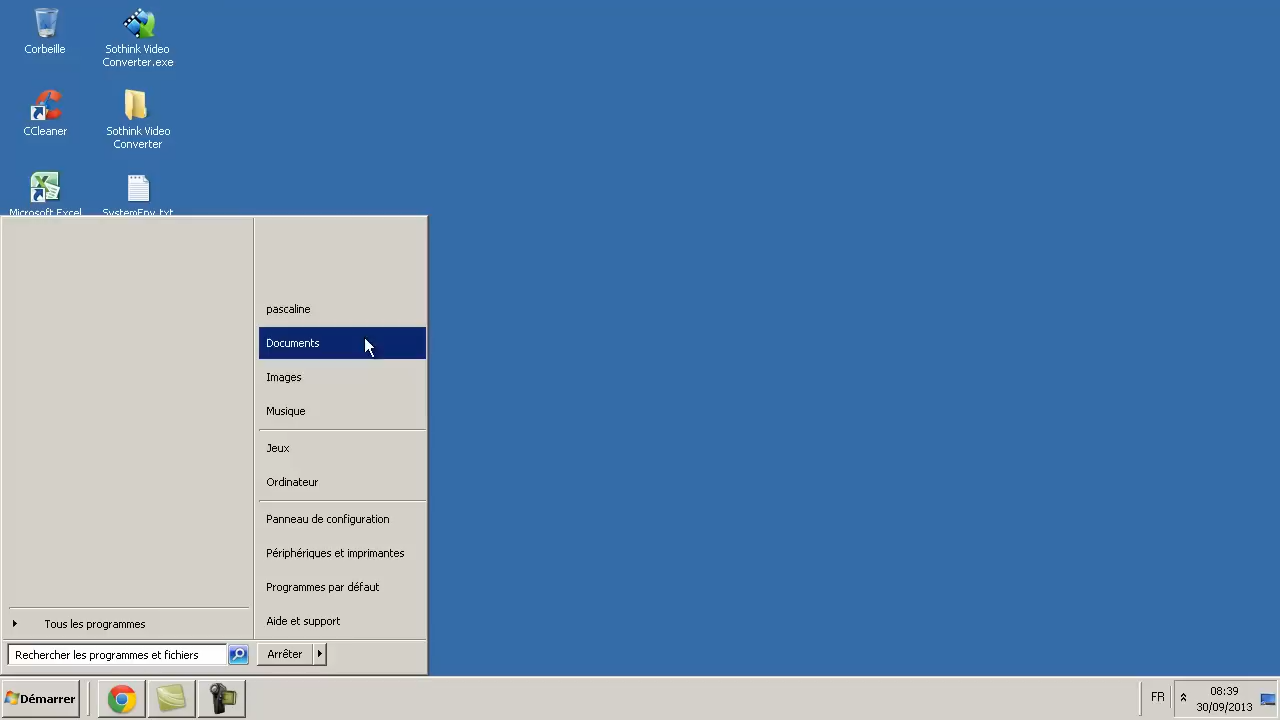 Corbeille
Sothink Video
Converter.exe
CCleaner
Sothink Video
Converter
Microsoft Excel
SystemEnv.txt
pascaline
Documents
Images
Musique
Jeux
Ordinateur
Panneau de configuration
Périphériques et imprimantes
Programmes par défaut
Aide et support
Tous les programmes
Rechercher les programmes et fichiers
Arrêter
Démarrer
FR
08:39
30/09/2013